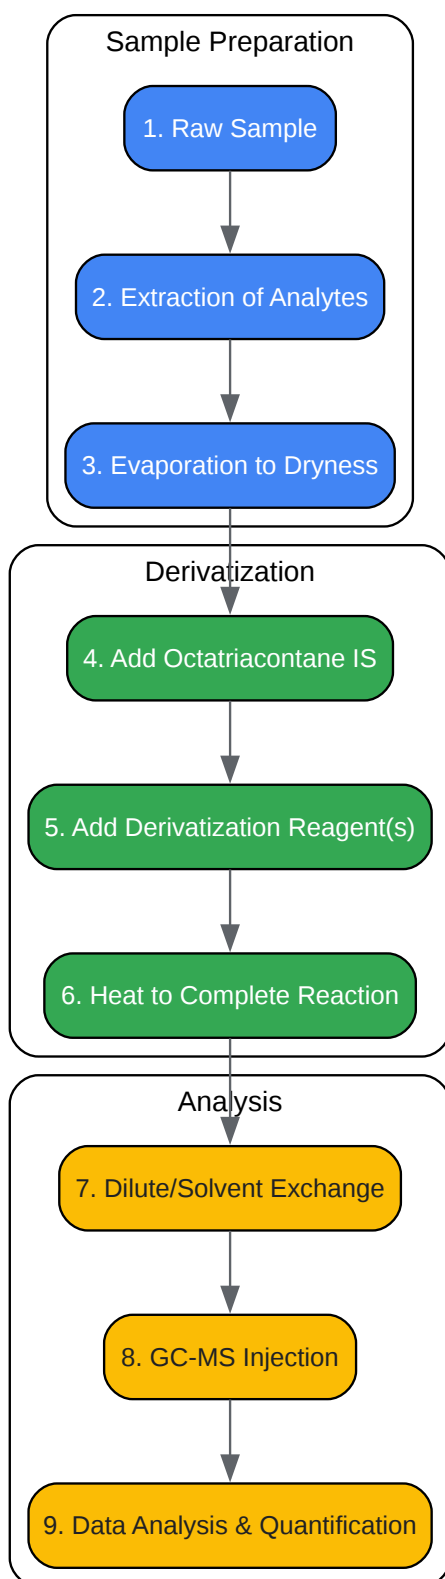 Sample Preparation
1. Raw Sample
2. Extraction of Analytes
3. Evaporation to Dryness
Derivatization
4. Add Octatriacontane IS
5. Add Derivatization Reagent(s)
6. Heat to Complete Reaction
Analysis
7. Dilute/Solvent Exchange
8. GC-MS Injection
9. Data Analysis & Quantification